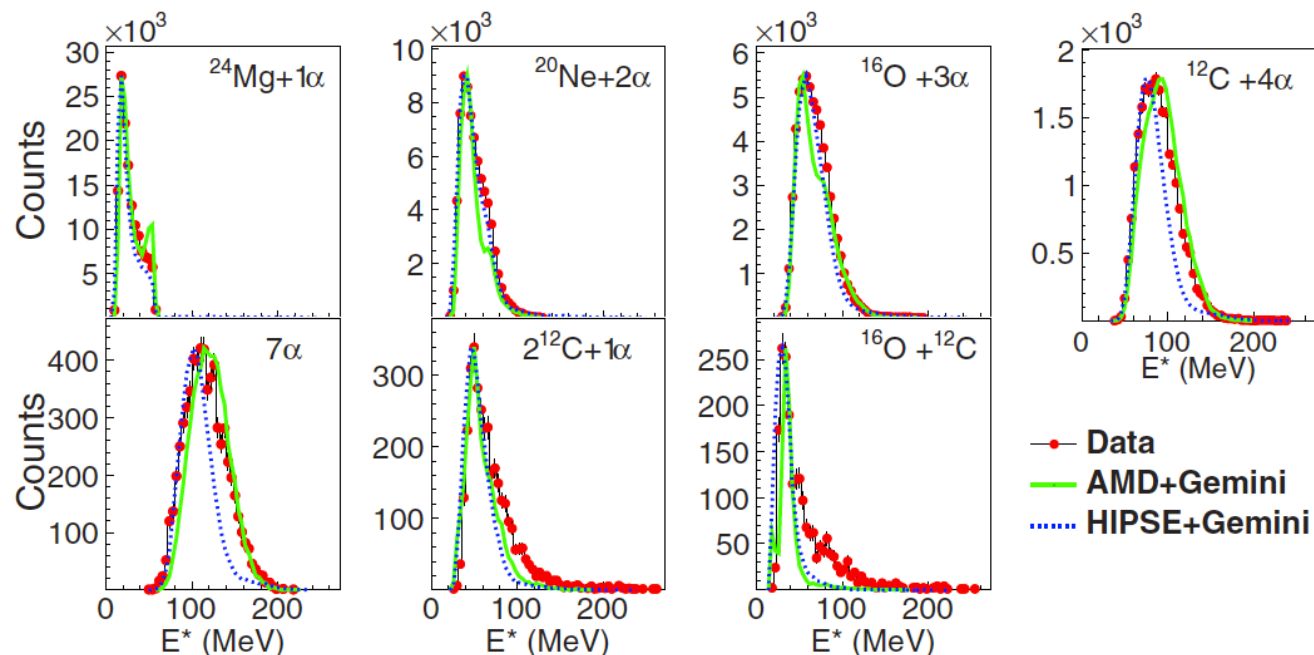 ×10³ ×10³ ×10³ ×10³
30 25 20 15 10 5
Counts
²⁴Mg+1α
10 8 6 4 2
²⁰Ne+2α
6 5 4 3 2 1 0
¹⁶O +3α
2 1.5 1 0.5
¹²C +4α
0 100 200
E* (MeV)
400 300 200 100
Counts
7α
0 100 200
E* (MeV)
300 200 100
2¹²C+1α
0 100 200
E* (MeV)
250 200 150 100 50
¹⁶O +¹²C
0 100 200
E* (MeV)
Data
AMD+Gemini
HIPSE+Gemini